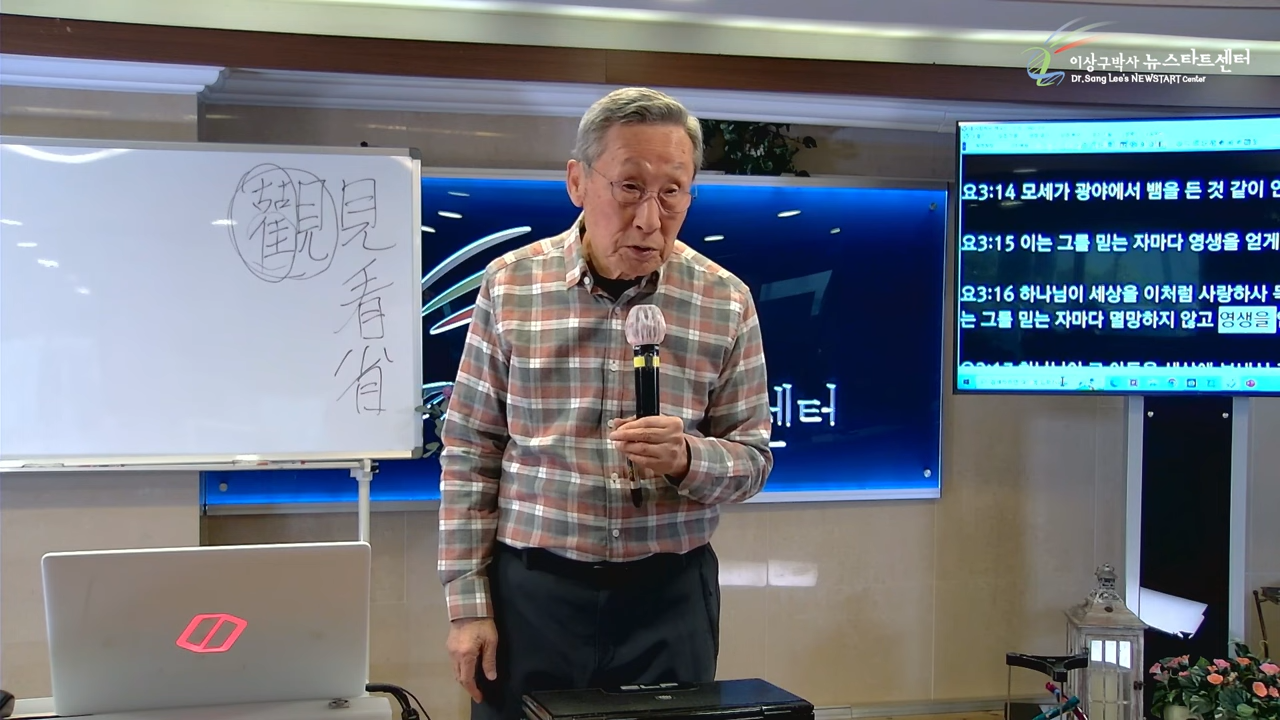 이상구박사 뉴스타트센터
Dr. Sang Lee's NEWSTART Center
觀見
看
省
요3:14 모세가 광야에서 뱀을 든 것 같이
요3:15 이는 그를 믿는 자마다 영생을 얻게
요3:16 하나님이 세상을 이처럼 사랑하사
는 그를 믿는 자마다 멸망하지 않고 영생을
센터